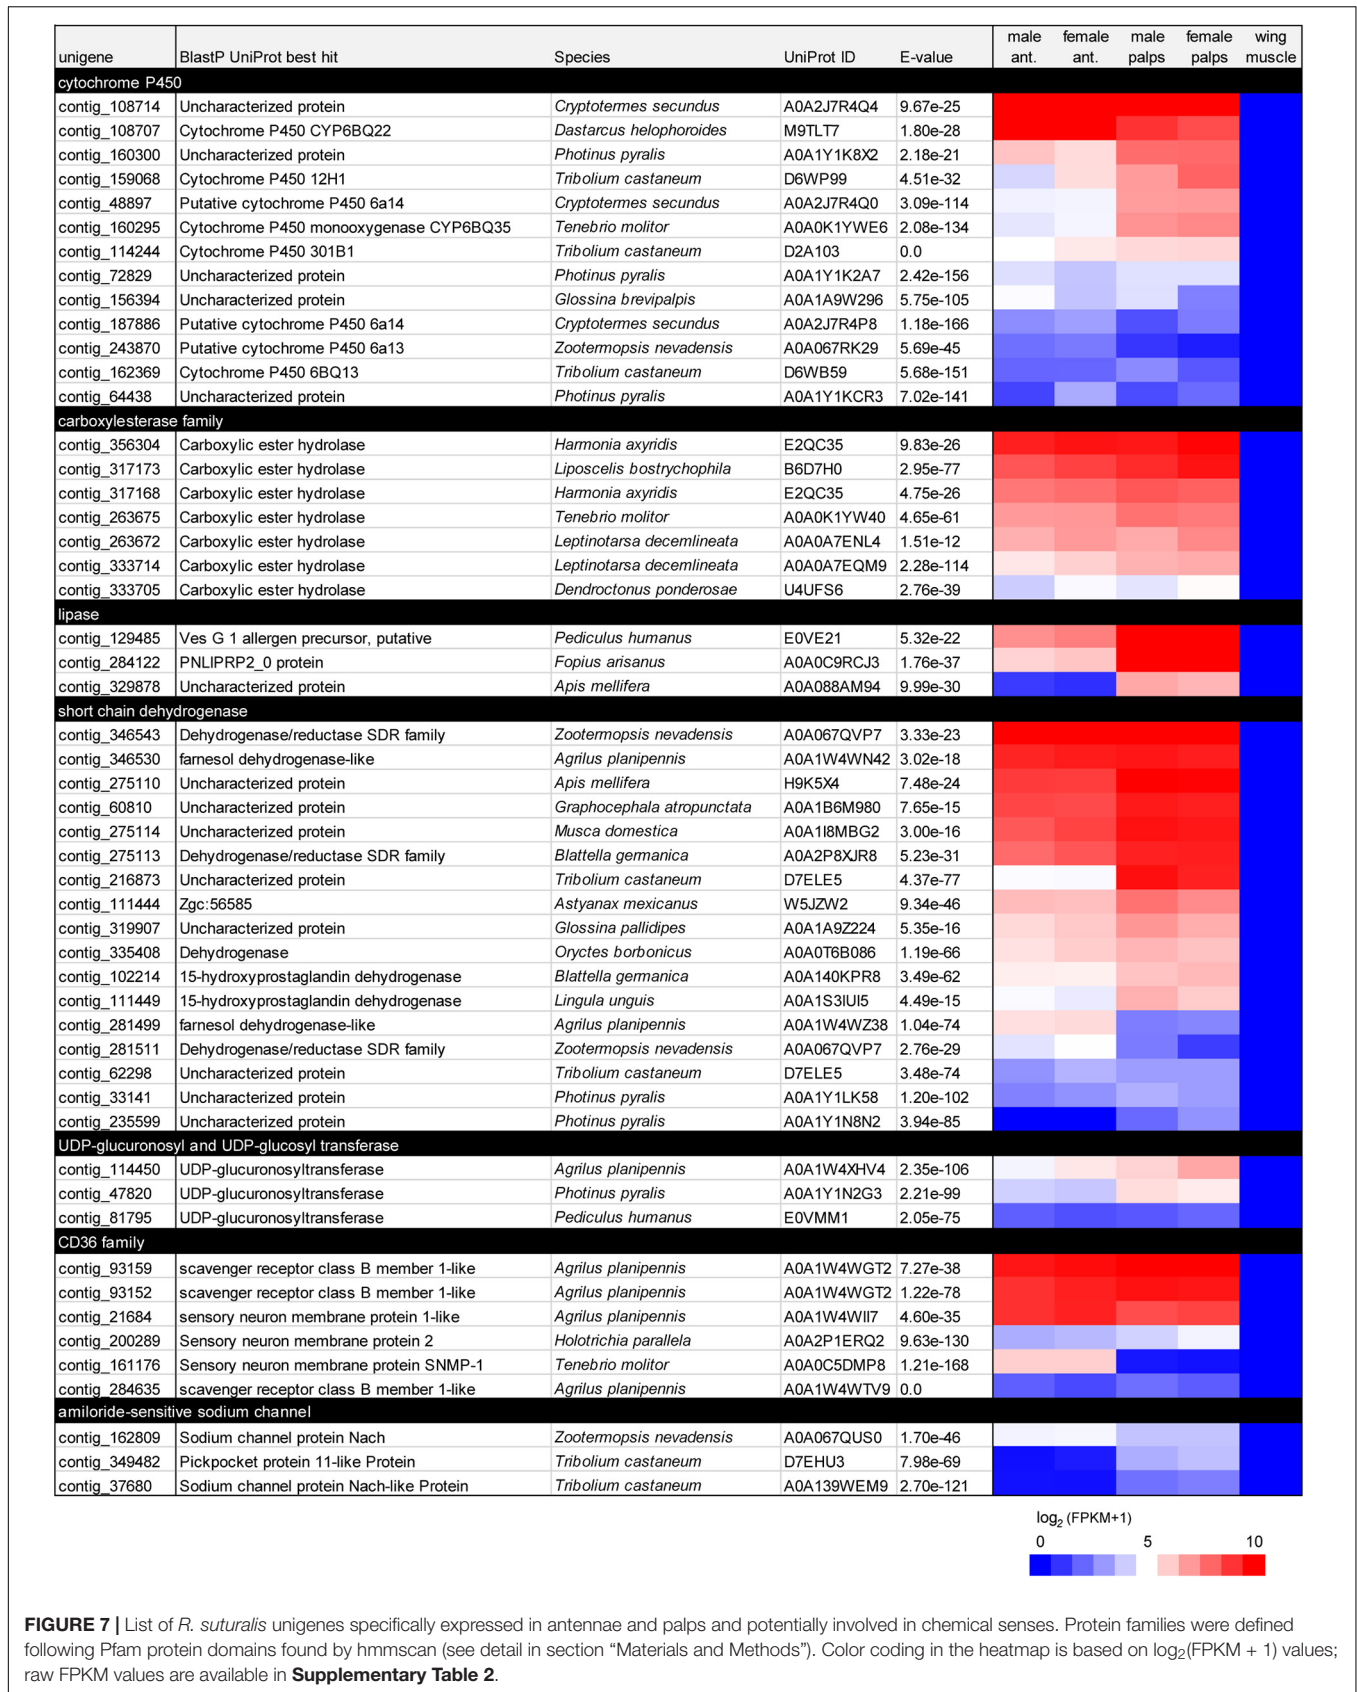 unigene BlastP UniProt best hit Species UniProt ID E-value male ant. female ant. male palps female palps wing muscle
cytochrome P450
contig_108714 Uncharacterized protein Cryptotermes secundus A0A2J7R4Q4 9.67e-25
contig_108707 Cytochrome P450 CYP6BQ22 Dastarcus helophoroides M9TLT7 1.80e-28
contig_160300 Uncharacterized protein Photinus pyralis A0A1Y1K8X2 2.18e-21
contig_159068 Cytochrome P450 12H1 Tribolium castaneum D6WP99 4.51e-32
contig_48897 Putative cytochrome P450 6a14 Cryptotermes secundus A0A2J7R4Q0 3.09e-114
contig_160295 Cytochrome P450 monooxygenase CYP6BQ35 Tenebrio molitor A0A0K1YWE6 2.08e-134
contig_114244 Cytochrome P450 301B1 Tribolium castaneum D2A103 0.0
contig_72829 Uncharacterized protein Photinus pyralis A0A1Y1K2A7 2.42e-156
contig_156394 Uncharacterized protein Glossina brevipalpis A0A1A9W296 5.75e-105
contig_187886 Putative cytochrome P450 6a14 Cryptotermes secundus A0A2J7R4P8 1.18e-166
contig_243870 Putative cytochrome P450 6a13 Zootermopsis nevadensis A0A067RK29 5.69e-45
contig_162369 Cytochrome P450 6BQ13 Tribolium castaneum D6WB59 5.68e-151
contig_64438 Uncharacterized protein Photinus pyralis A0A1Y1KCR3 7.02e-141
carboxylesterase family
contig_356304 Carboxylic ester hydrolase Harmonia axyridis E2QC35 9.83e-26
contig_317173 Carboxylic ester hydrolase Liposcelis bostrychophila B6D7H0 2.95e-77
contig_317168 Carboxylic ester hydrolase Harmonia axyridis E2QC35 4.75e-26
contig_263675 Carboxylic ester hydrolase Tenebrio molitor A0A0K1YW40 4.65e-61
contig_263672 Carboxylic ester hydrolase Leptinotarsa decemlineata A0A0A7ENL4 1.51e-12
contig_333714 Carboxylic ester hydrolase Leptinotarsa decemlineata A0A0A7EQM9 2.28e-114
contig_333705 Carboxylic ester hydrolase Dendroctonus ponderosae U4UFS6 2.76e-39
lipase
contig_129485 Ves G 1 allergen precursor, putative Pediculus humanus E0VE21 5.32e-22
contig_284122 PNLIPRP2_0 protein Fopius arisanus A0A0C9RCJ3 1.76e-37
contig_329878 Uncharacterized protein Apis mellifera A0A088AM94 9.99e-30
short chain dehydrogenase
contig_346543 Dehydrogenase/reductase SDR family Zootermopsis nevadensis A0A067QVP7 3.33e-23
contig_346530 farnesol dehydrogenase-like Agrilus planipennis A0A1W4WN42 3.02e-18
contig_275110 Uncharacterized protein Apis mellifera H9K5X4 7.48e-24
contig_60810 Uncharacterized protein Graphocephala atropunctata A0A1B6M980 7.65e-15
contig_275114 Uncharacterized protein Musca domestica A0A1I8MBG2 3.00e-16
contig_275113 Dehydrogenase/reductase SDR family Blattella germanica A0A2P8XJR8 5.23e-31
contig_216873 Uncharacterized protein Tribolium castaneum D7ELE5 4.37e-77
contig_111444 Zgc:56585 Astyanax mexicanus W5JZW2 9.34e-46
contig_319907 Uncharacterized protein Glossina pallidipes A0A1A9Z224 5.35e-16
contig_335408 Dehydrogenase Oryctes borbonicus A0A0T6B086 1.19e-66
contig_102214 15-hydroxyprostaglandin dehydrogenase Blattella germanica A0A140KPR8 3.49e-62
contig_111449 15-hydroxyprostaglandin dehydrogenase Lingula unguis A0A1S3IUI5 4.49e-15
contig_281499 farnesol dehydrogenase-like Agrilus planipennis A0A1W4WZ38 1.04e-74
contig_281511 Dehydrogenase/reductase SDR family Zootermopsis nevadensis A0A067QVP7 2.76e-29
contig_62298 Uncharacterized protein Tribolium castaneum D7ELE5 3.48e-74
contig_33141 Uncharacterized protein Photinus pyralis A0A1Y1LK58 1.20e-102
contig_235599 Uncharacterized protein Photinus pyralis A0A1Y1N8N2 3.94e-85
UDP-glucuronosyl and UDP-glucosyl transferase
contig_114450 UDP-glucuronosyltransferase Agrilus planipennis A0A1W4XHV4 2.35e-106
contig_47820 UDP-glucuronosyltransferase Photinus pyralis A0A1Y1N2G3 2.21e-99
contig_81795 UDP-glucuronosyltransferase Pediculus humanus E0VMM1 2.05e-75
CD36 family
contig_93159 scavenger receptor class B member 1-like Agrilus planipennis A0A1W4WGT2 7.27e-38
contig_93152 scavenger receptor class B member 1-like Agrilus planipennis A0A1W4WGT2 1.22e-78
contig_21684 sensory neuron membrane protein 1-like Agrilus planipennis A0A1W4WII7 4.60e-35
contig_200289 Sensory neuron membrane protein 2 Holotrichia parallela A0A2P1ERQ2 9.63e-130
contig_161176 Sensory neuron membrane protein SNMP-1 Tenebrio molitor A0A0C5DMP8 1.21e-168
contig_284635 scavenger receptor class B member 1-like Agrilus planipennis A0A1W4WTV9 0.0
amiloride-sensitive sodium channel
contig_162809 Sodium channel protein Nach Zootermopsis nevadensis A0A067QUS0 1.70e-46
contig_349482 Pickpocket protein 11-like Protein Tribolium castaneum D7EHU3 7.98e-69
contig_37680 Sodium channel protein Nach-like Protein Tribolium castaneum A0A139WEM9 2.70e-121
log2 (FPKM+1)
0 5 10
FIGURE 7 | List of R. suturalis unigenes specifically expressed in antennae and palps and potentially involved in chemical senses. Protein families were defined
following Pfam protein domains found by hmmscan (see detail in section “Materials and Methods”). Color coding in the heatmap is based on log2(FPKM + 1) values;
raw FPKM values are available in Supplementary Table 2.